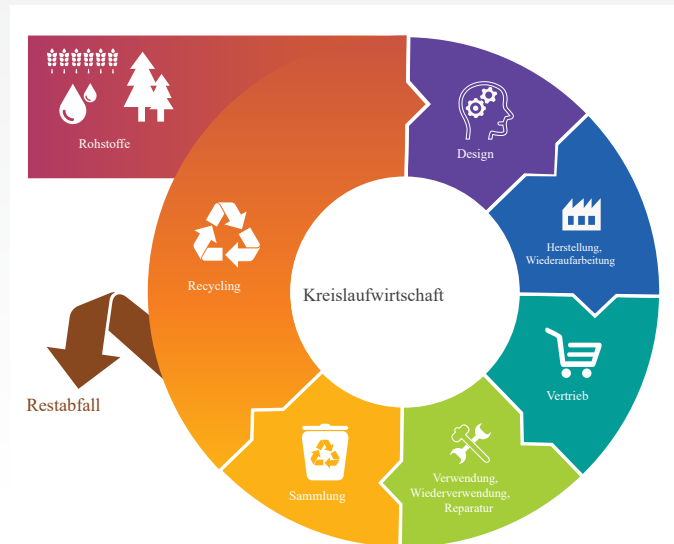 Rohstoffe
Design
Herstellung,
Wiederaufarbeitung
Recycling
Kreislaufwirtschaft
Vertrieb
Restabfall
Verwendung,
Wiederverwendung,
Reparatur
Sammlung